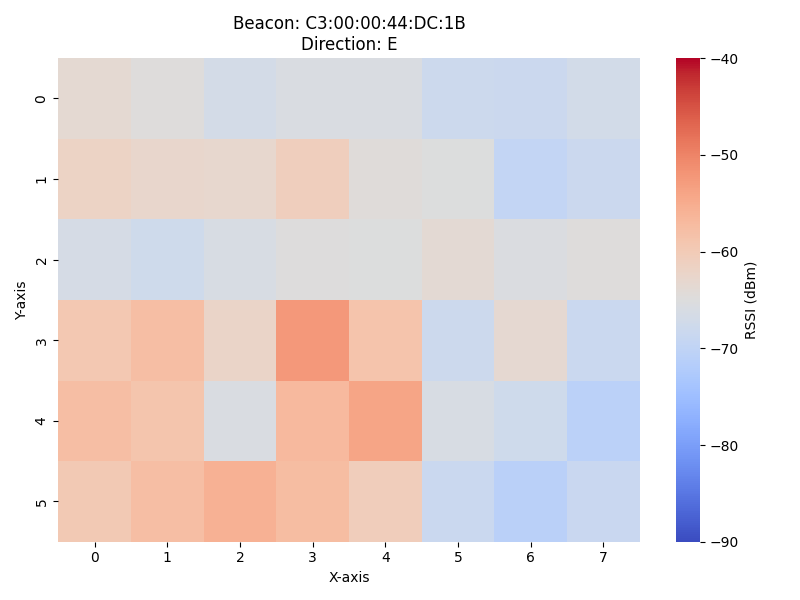 Beacon: C3:00:00:44:DC:1B
Direction: E
0
1
2
3
4
5
Y-axis
0 1 2 3 4 5 6 7
X-axis
−40
−50
−60
−70
−80
−90
RSSI (dBm)